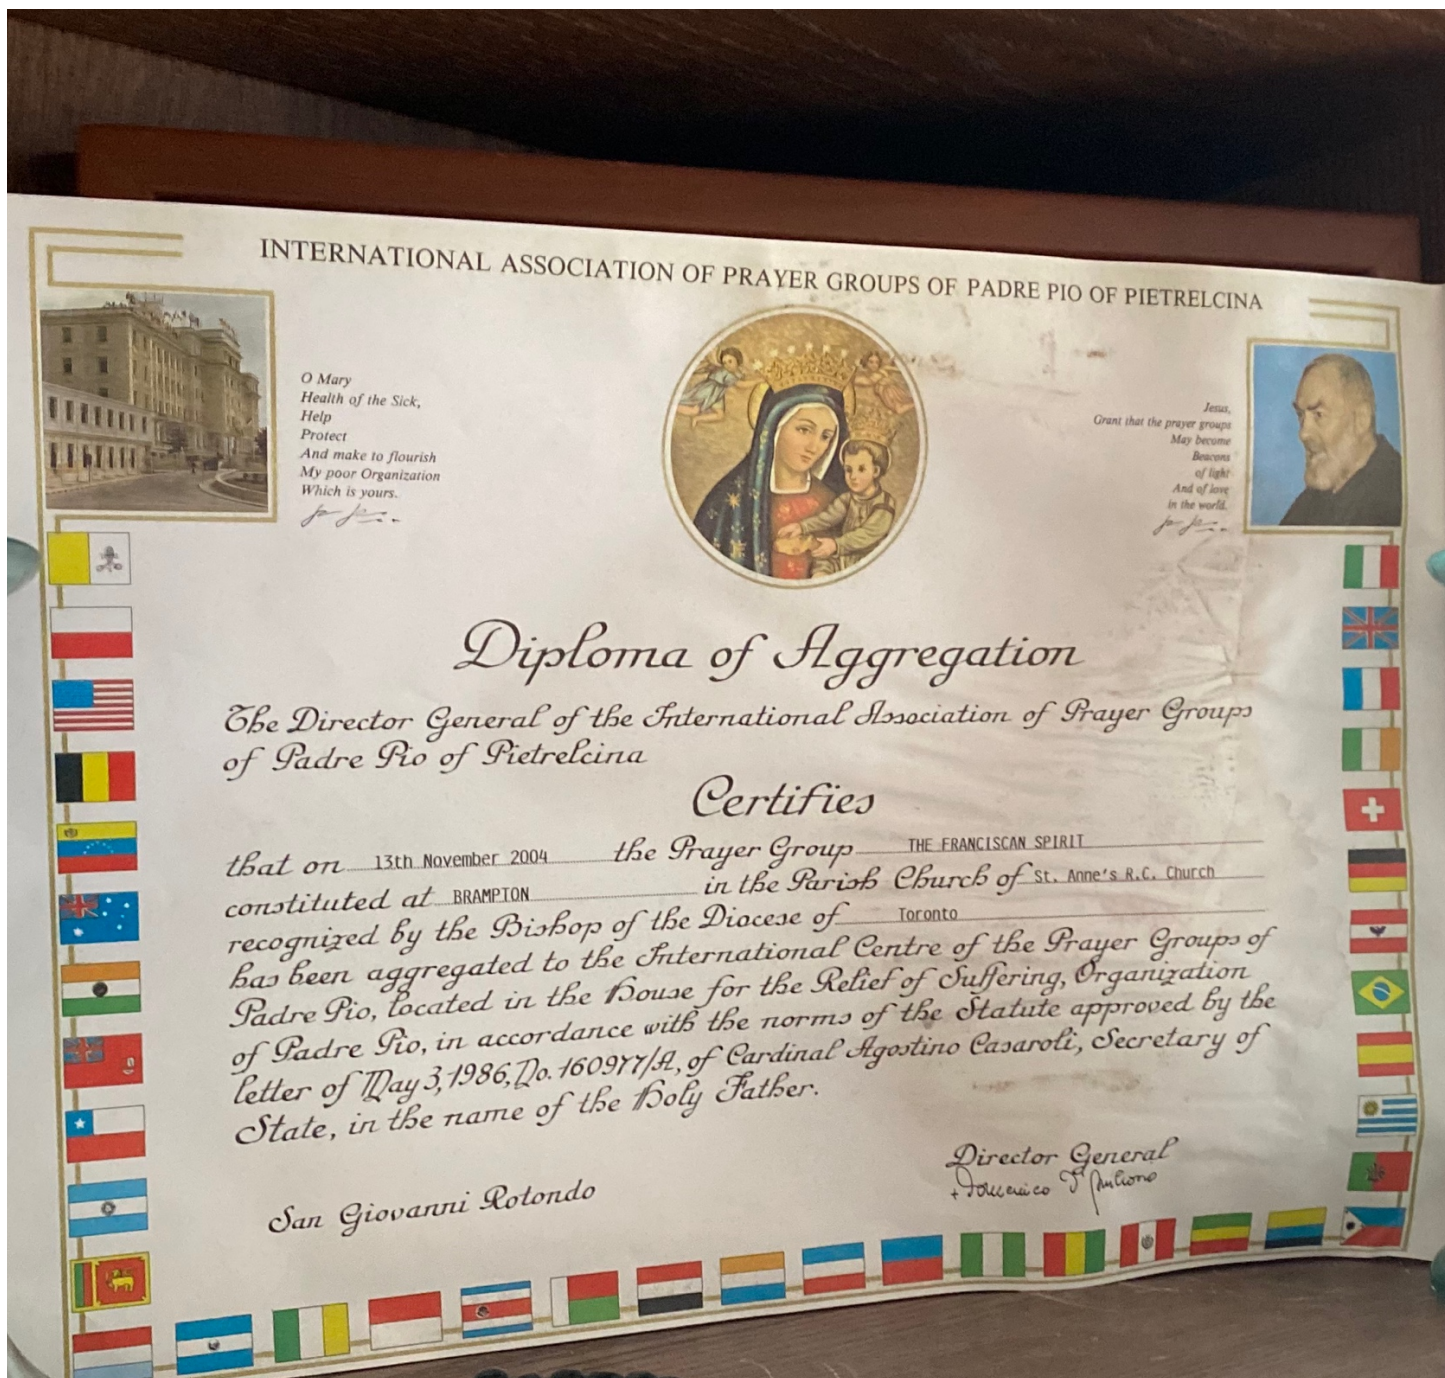 INTERNATIONAL ASSOCIATION OF PRAYER GROUPS OF PADRE PIO OF PIETRELCINA
O Mary
Health of the Sick,
Help
Protect
And make to flourish
My poor Organization
Which is yours.
Jesus,
Grant that the prayer groups
May become
Beacons
of light
And of love
in the world.
Diploma of Aggregation
The Director General of the International Association of Prayer Groups
of Padre Pio of Pietrelcina
Certifies
that on 13th November 2004 the Prayer Group THE FRANCISCAN SPIRIT
constituted at BRAMPTON in the Parish Church of St. Anne's R.C. Church
recognized by the Bishop of the Diocese of Toronto
has been aggregated to the International Centre of the Prayer Groups of
Padre Pio, located in the House for the Relief of Suffering, Organization
of Padre Pio, in accordance with the norms of the Statute approved by the
letter of May 3, 1986, No. 160977/A, of Cardinal Agostino Casaroli, Secretary of
State, in the name of the Holy Father.
Director General
San Giovanni Rotondo